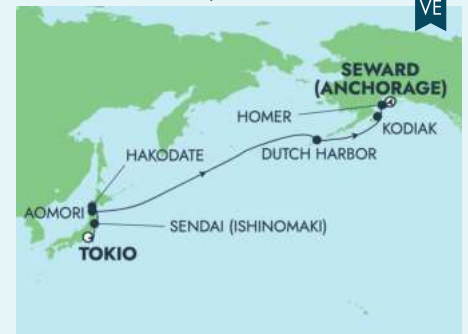 VE
SEWARD
(ANCHORAGE)
HOMER
KODIAK
DUTCH HARBOR
HAKODATE
AOMORI
SENDAI (ISHINOMAKI)
TOKIO